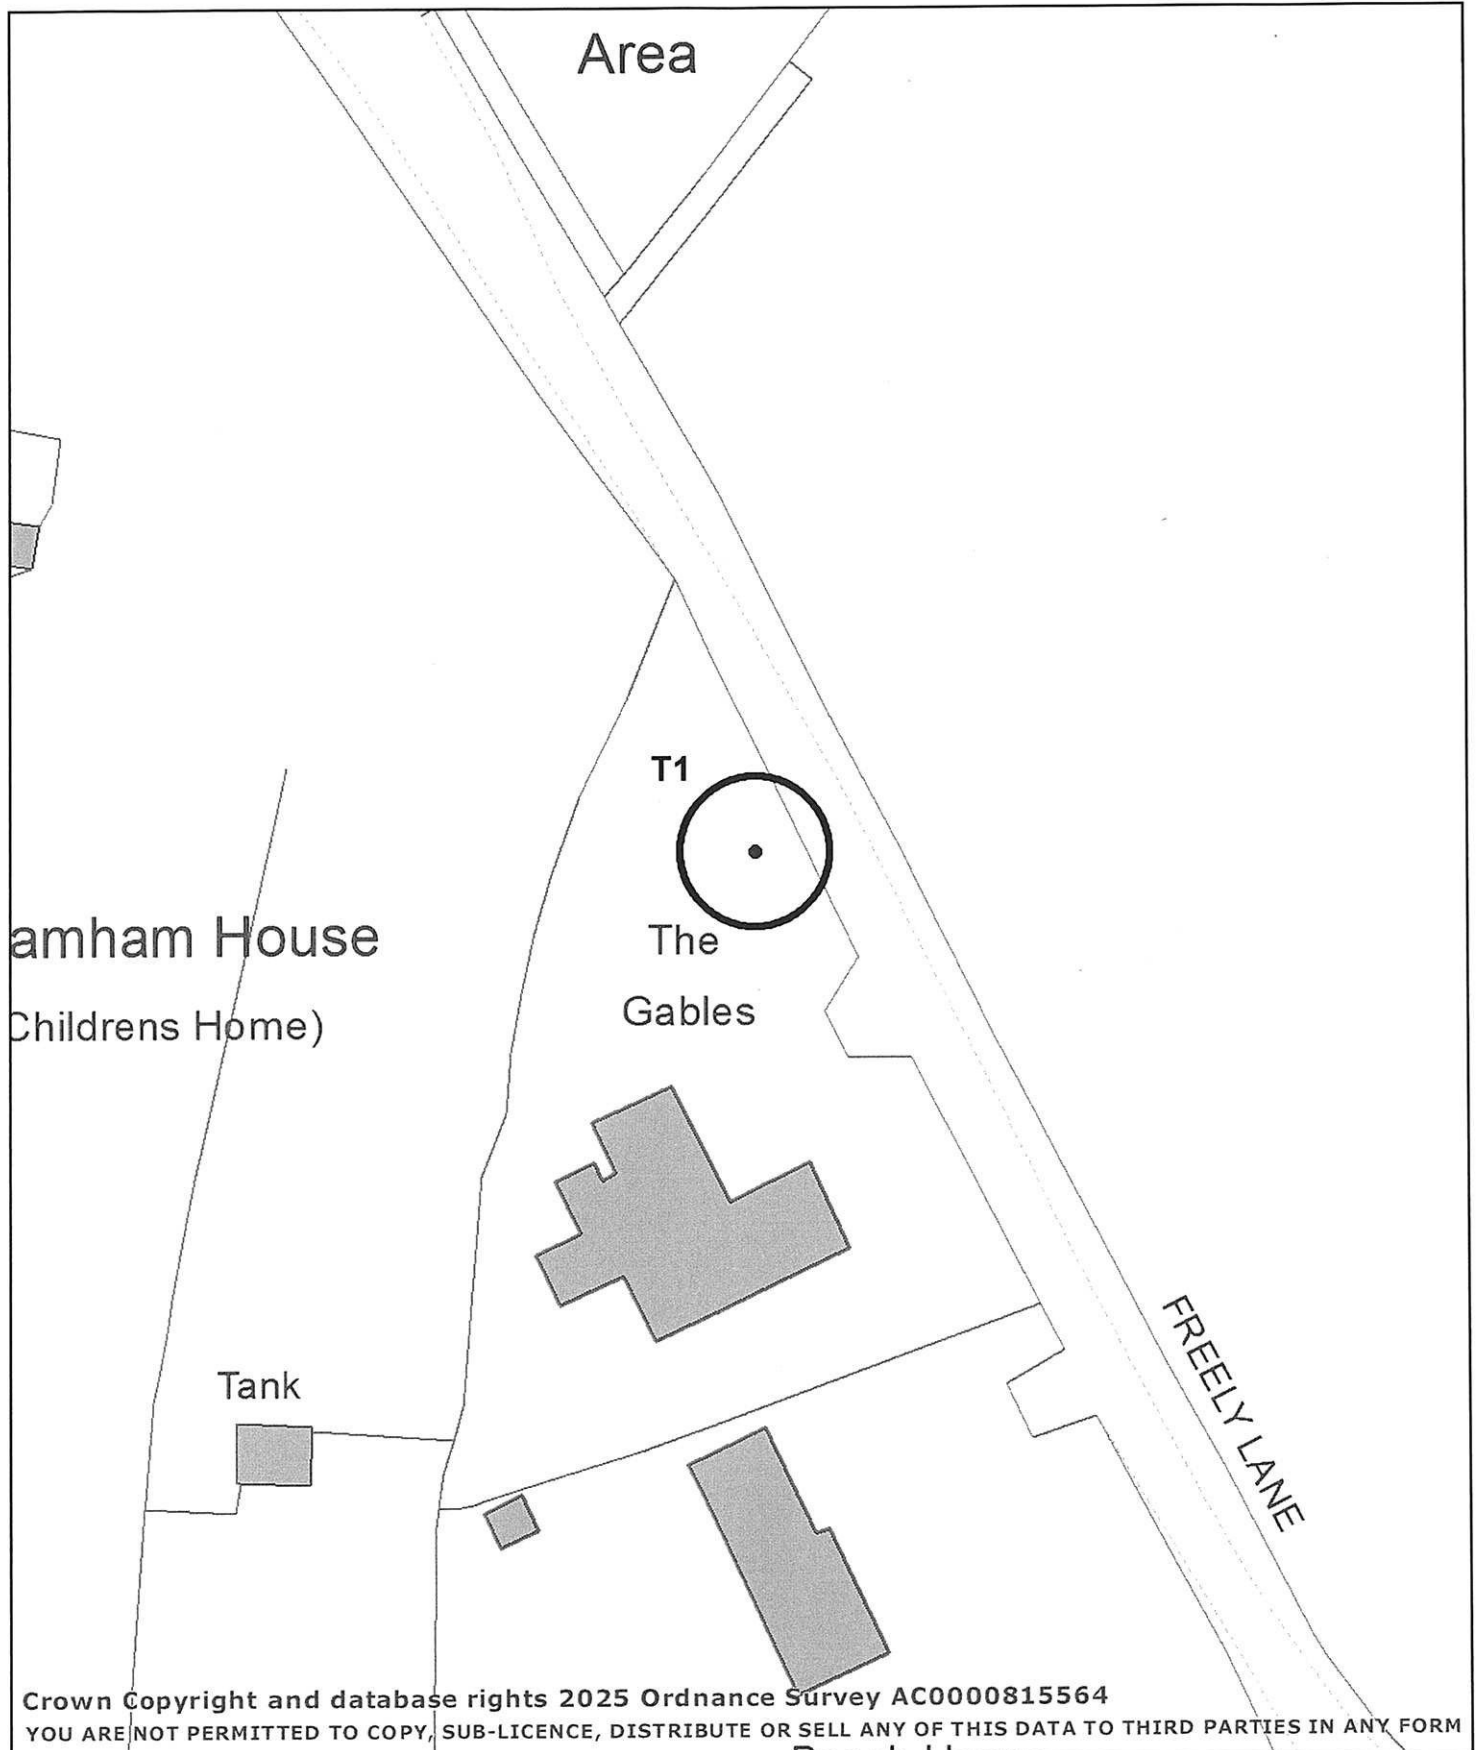 Area
T1
amham House
Childrens Home)
The
Gables
Tank
FREELY LANE
Crown Copyright and database rights 2025 Ordnance Survey AC0000815564
YOU ARE NOT PERMITTED TO COPY, SUB-LICENCE, DISTRIBUTE OR SELL ANY OF THIS DATA TO THIRD PARTIES IN ANY FORM